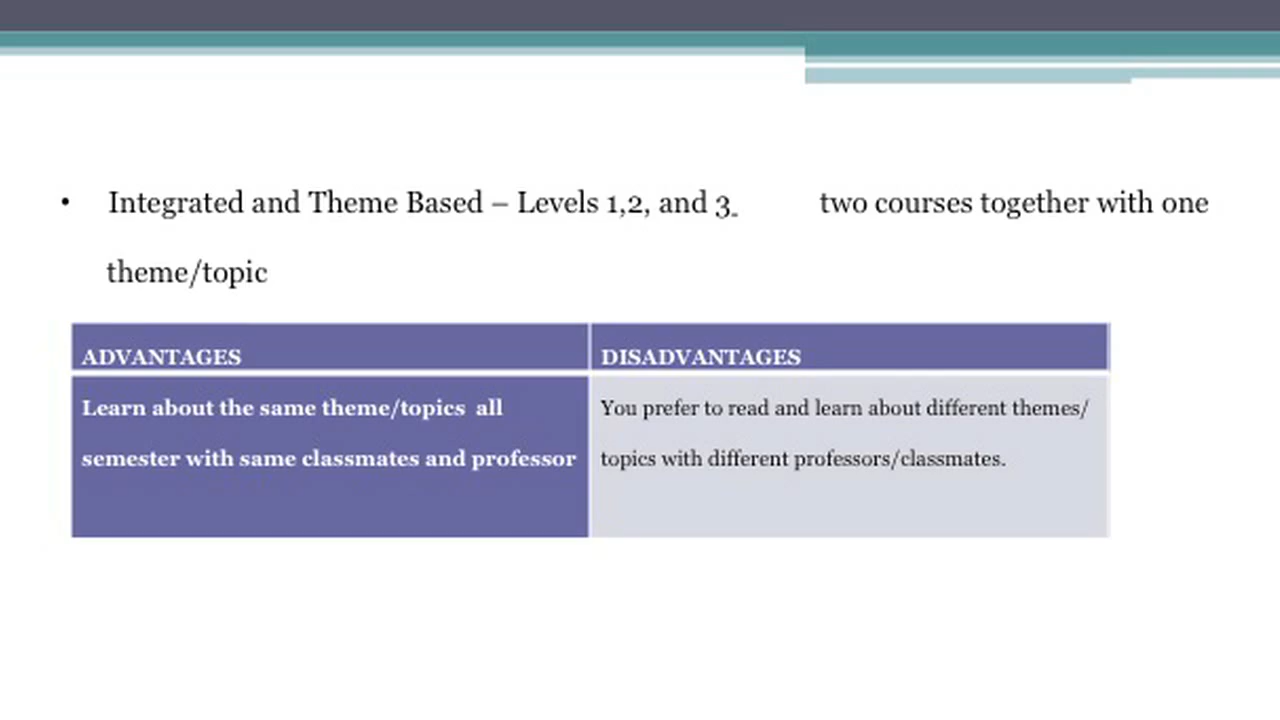 • Integrated and Theme Based – Levels 1,2, and 3. two courses together with one
theme/topic
ADVANTAGES
DISADVANTAGES
Learn about the same theme/topics all
semester with same classmates and professor
You prefer to read and learn about different themes/
topics with different professors/classmates.